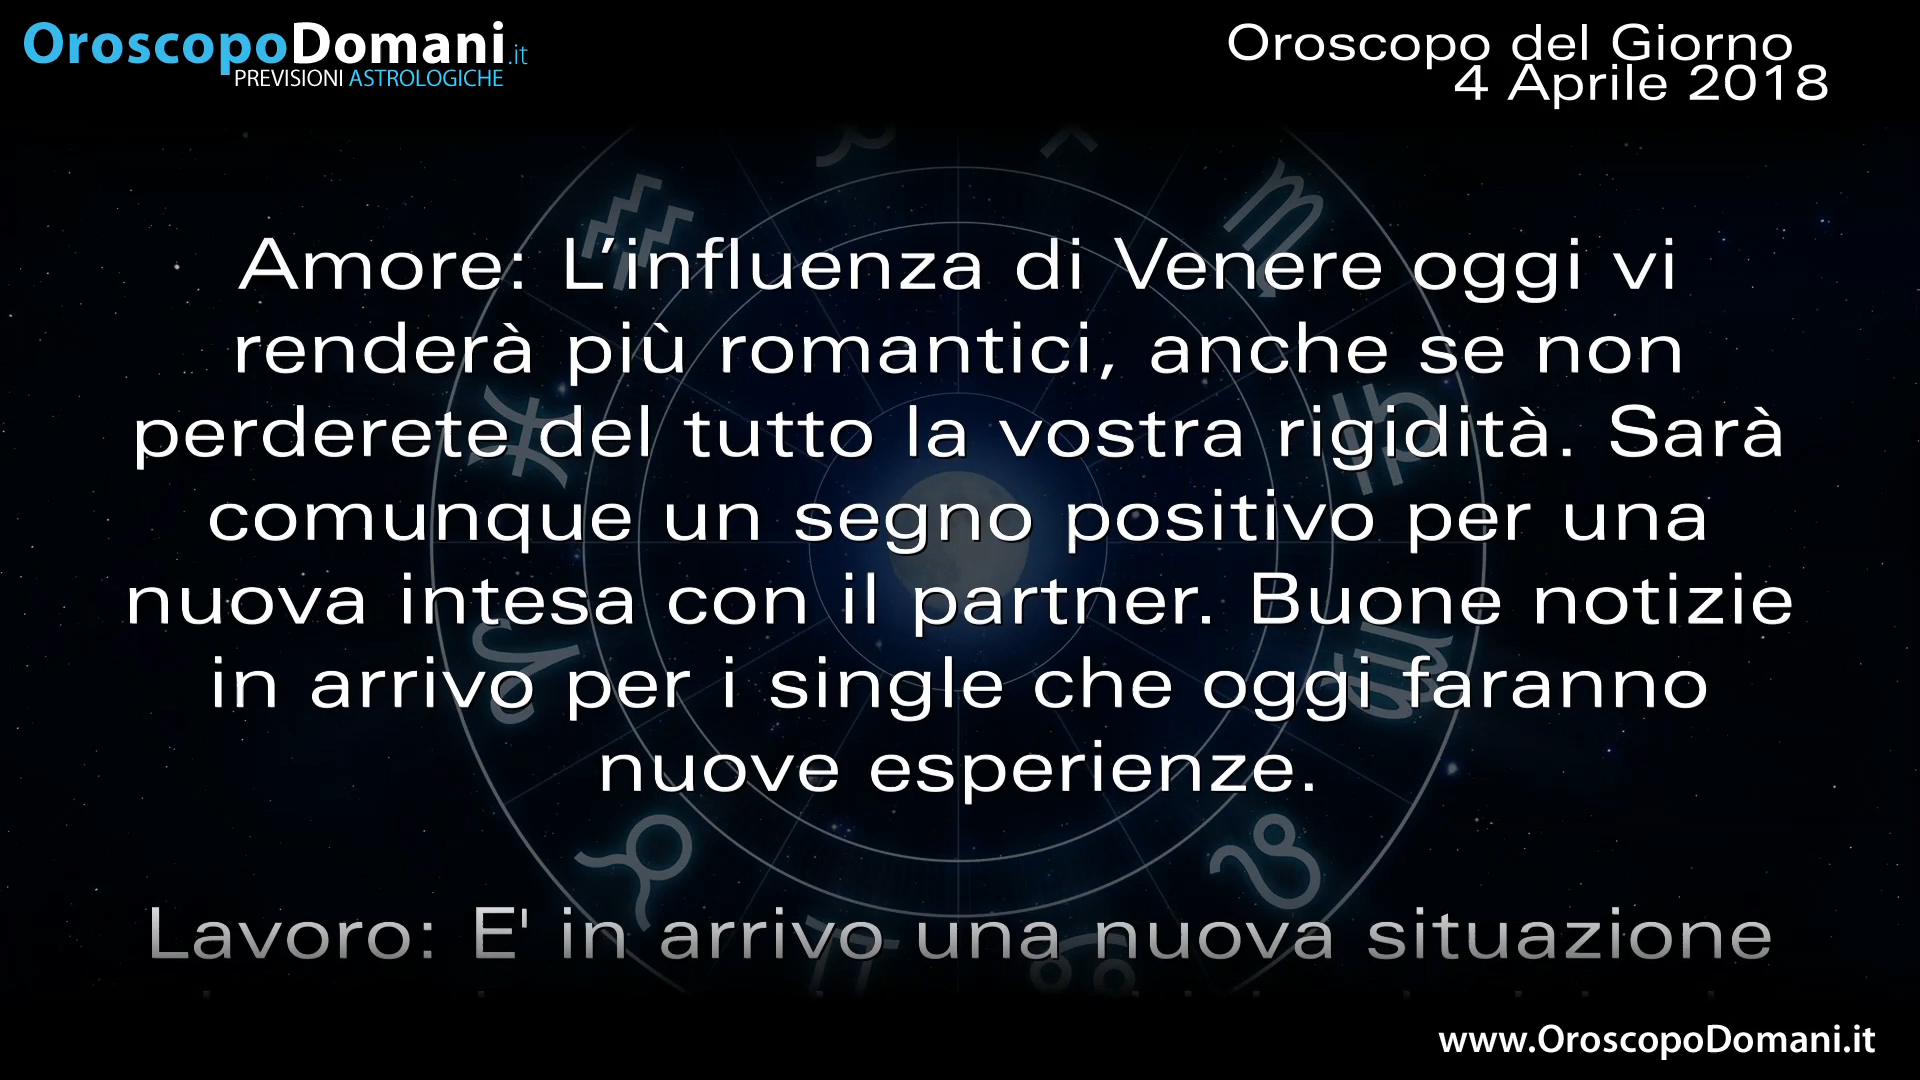 OroscopoDomani.it
PREVISIONI ASTROLOGICHE
Oroscopo del Giorno
4 Aprile 2018
Amore: L’influenza di Venere oggi vi
renderà più romantici, anche se non
perderete del tutto la vostra rigidità. Sarà
comunque un segno positivo per una
nuova intesa con il partner. Buone notizie
in arrivo per i single che oggi faranno
nuove esperienze.
Lavoro: E' in arrivo una nuova situazione
www.OroscopoDomani.it